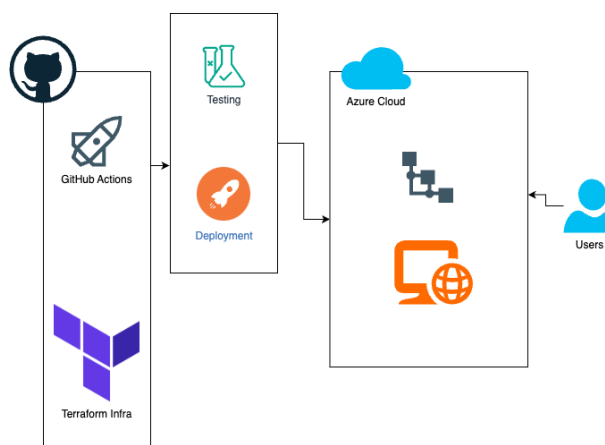 Testing
Azure Cloud
GitHub Actions
Deployment
Users
Terraform Infra